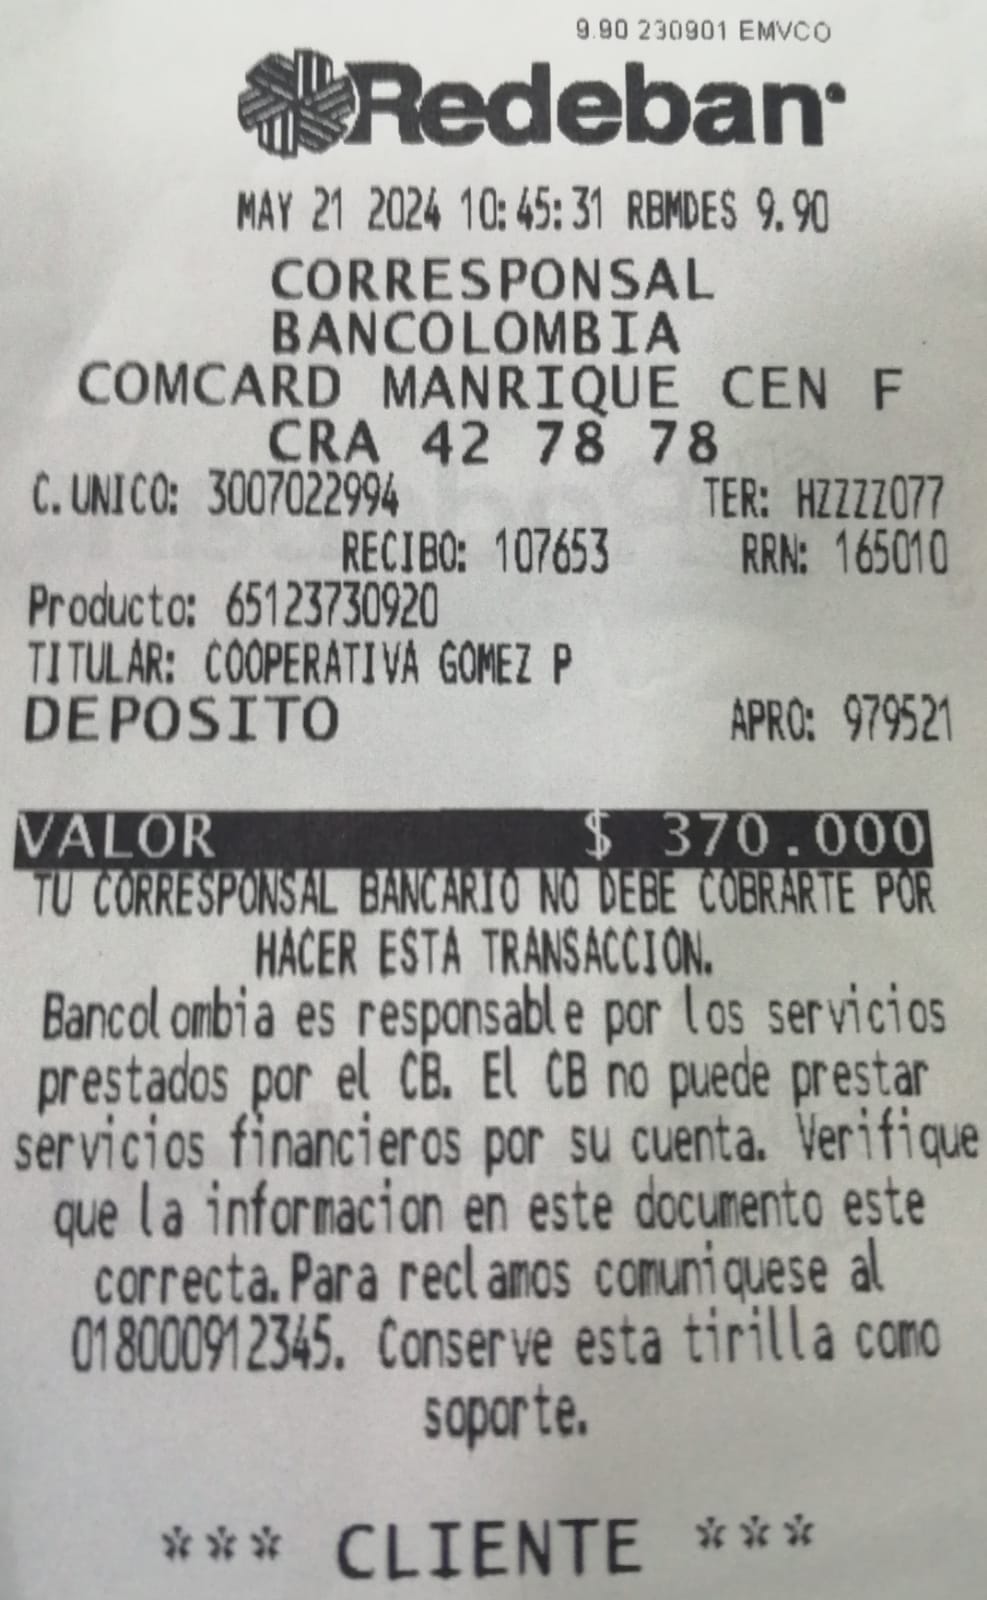 9.90 230901 EMVCO
Redeban
MAY 21 2024 10:45:31 RBMDES 9.90
CORRESPONSAL
BANCOLOMBIA
COMCARD MANRIQUE CEN F
CRA 42 78 78
C. UNICO: 3007022994 TER: HZZZZ077
RECIBO: 107653 RRN: 165010
Producto: 65123730920
TITULAR: COOPERATIVA GOMEZ P
DEPOSITO APRO: 979521
VALOR $ 370.000
TU CORRESPONSAL BANCARIO NO DEBE COBRARTE POR
HACER ESTA TRANSACCION.
Bancolombia es responsable por los servicios
prestados por el CB. El CB no puede prestar
servicios financieros por su cuenta. Verifique
que la informacion en este documento este
correcta. Para reclamos comuniquese al
018000912345. Conserve esta tirilla como
soporte.
*** CLIENTE ***